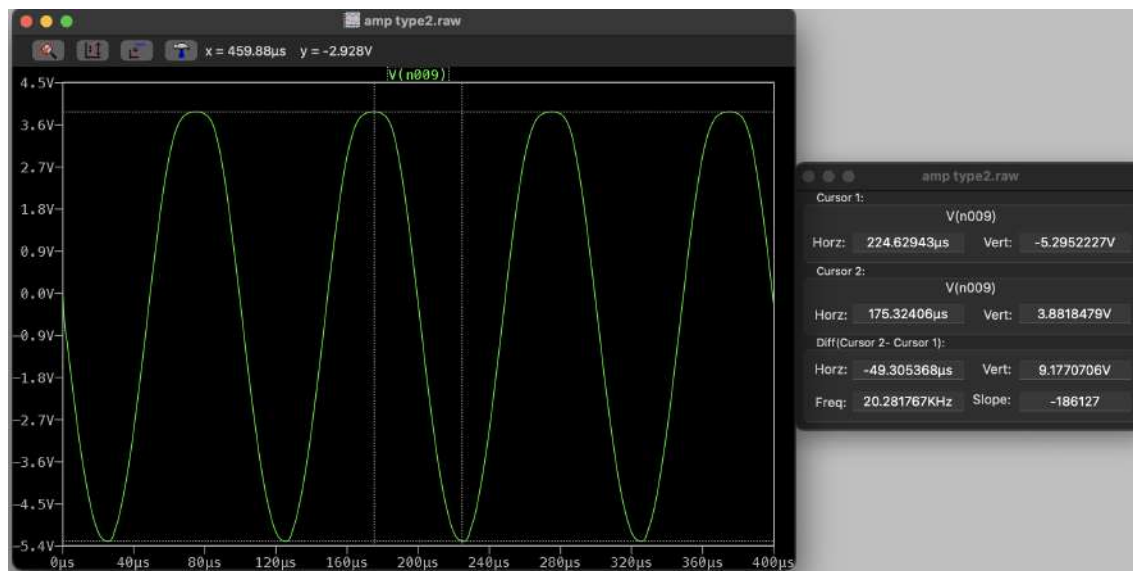 amp type2.raw
x = 459.88µs y = -2.928V
V(n009)
4.5V
3.6V
2.7V
1.8V
0.9V
0.0V
-0.9V
-1.8V
-2.7V
-3.6V
-4.5V
-5.4V
0µs 40µs 80µs 120µs 160µs 200µs 240µs 280µs 320µs 360µs 400µs
amp type2.raw
Cursor 1:
V(n009)
Horz: 224.62943µs Vert: -5.2952227V
Cursor 2:
V(n009)
Horz: 175.32406µs Vert: 3.8818479V
Diff(Cursor 2- Cursor 1):
Horz: -49.305368µs Vert: 9.1770706V
Freq: 20.281767KHz Slope: -186127